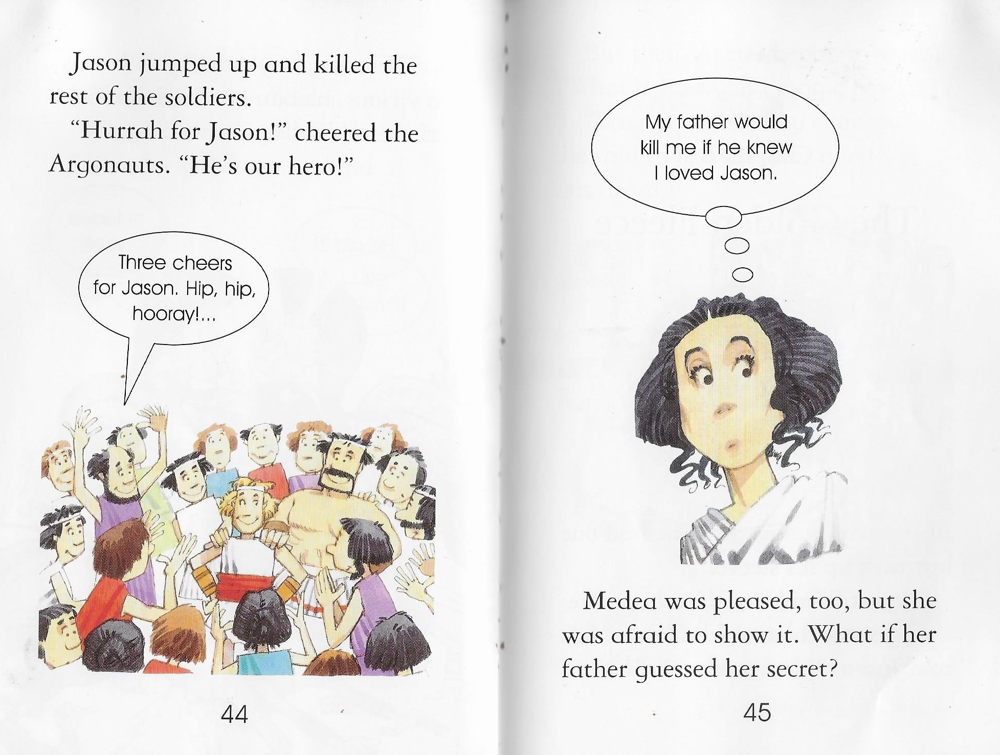 Jason jumped up and killed the
rest of the soldiers.
“Hurrah for Jason!” cheered the
Argonauts. “He’s our hero!”
Three cheers
for Jason. Hip, hip,
hooray!...
44
My father would
kill me if he knew
I loved Jason.
Medea was pleased, too, but she
was afraid to show it. What if her
father guessed her secret?
45